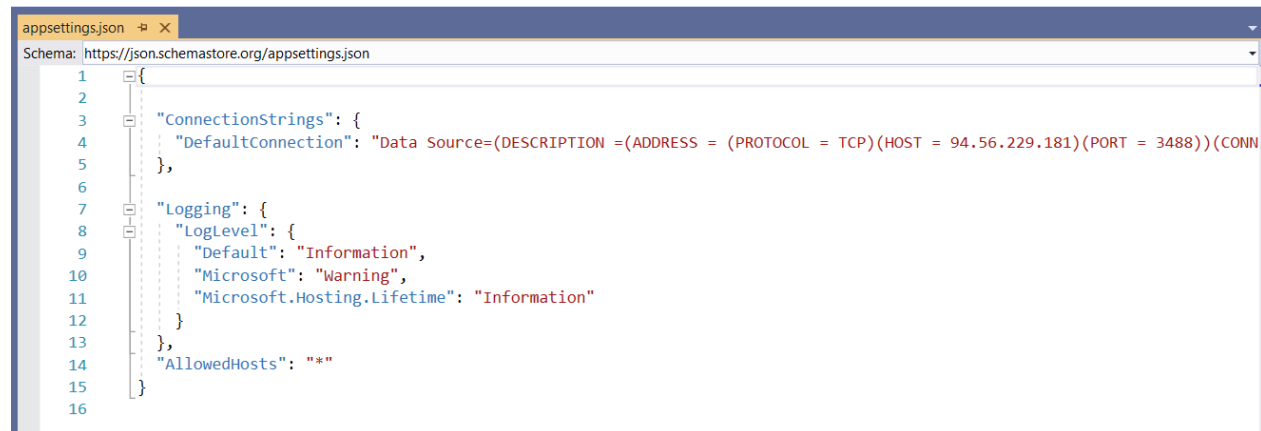 appsettings.json
Schema: https://json.schemastore.org/appsettings.json
1 {
2
3 "ConnectionStrings": {
4 "DefaultConnection": "Data Source=(DESCRIPTION =(ADDRESS = (PROTOCOL = TCP)(HOST = 94.56.229.181)(PORT = 3488))(CONN
5 },
6
7 "Logging": {
8 "LogLevel": {
9 "Default": "Information",
10 "Microsoft": "Warning",
11 "Microsoft.Hosting.Lifetime": "Information"
12 }
13 },
14 "AllowedHosts": "*"
15 }
16